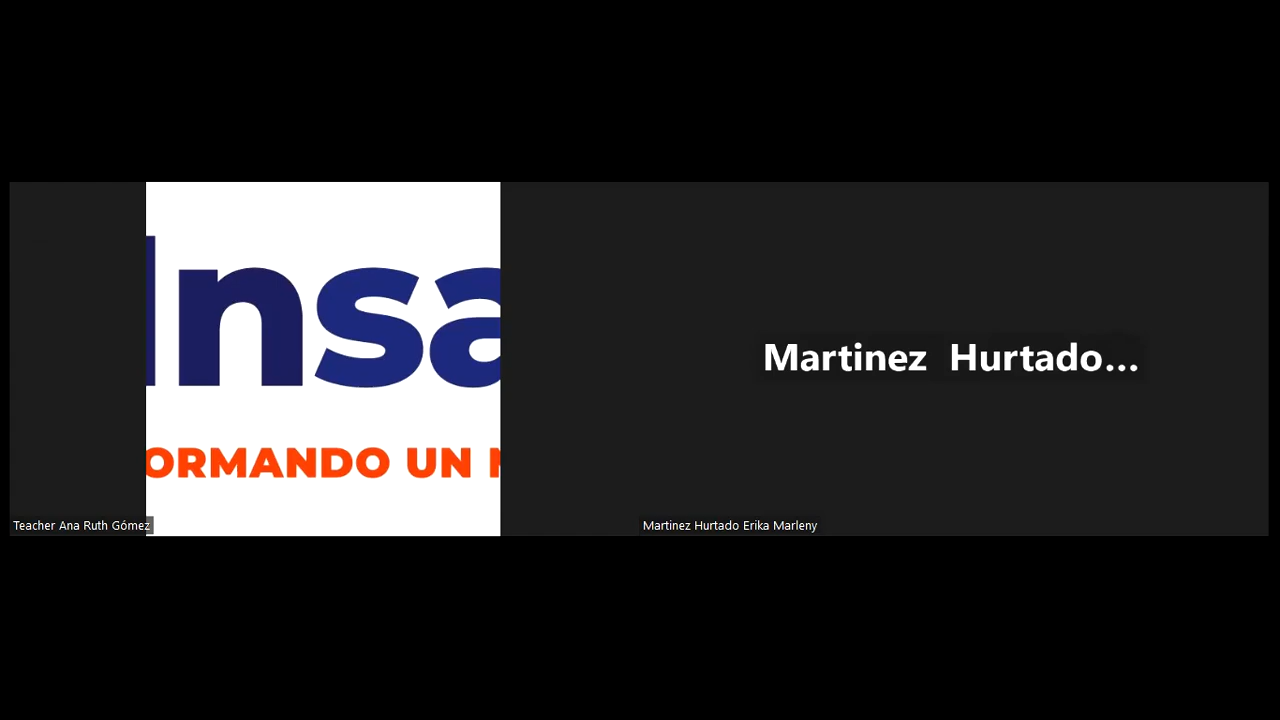 Insa
ORMANDO UN
Martinez Hurtado...
Teacher Ana Ruth Gómez
Martinez Hurtado Erika Marleny